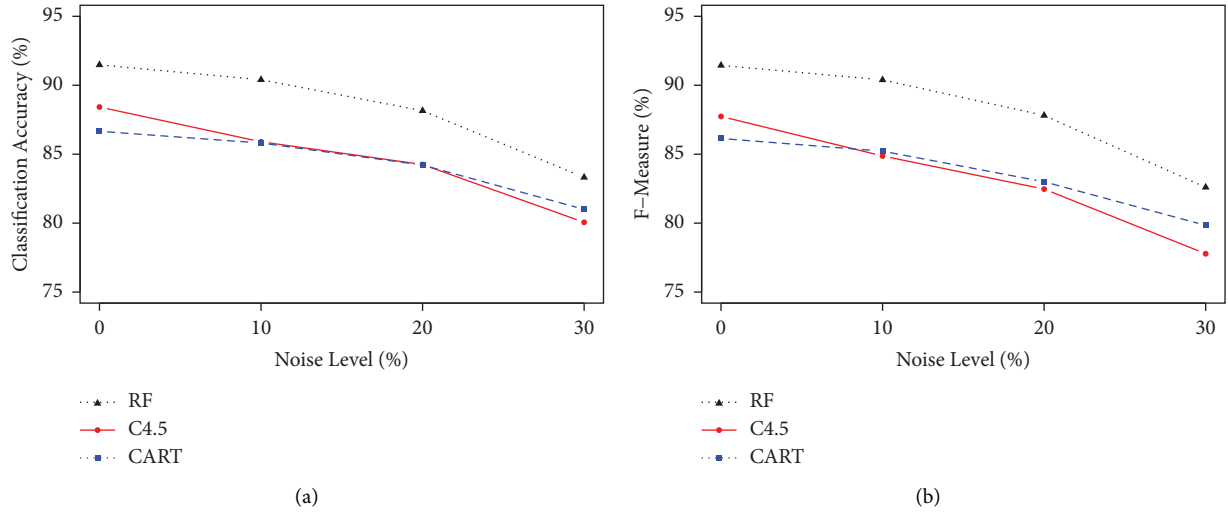 Classification Accuracy (%)
95
90
85
80
75
0 10 20 30
Noise Level (%)
RF
C4.5
CART
(a)
F–Measure (%)
95
90
85
80
75
0 10 20 30
Noise Level (%)
RF
C4.5
CART
(b)